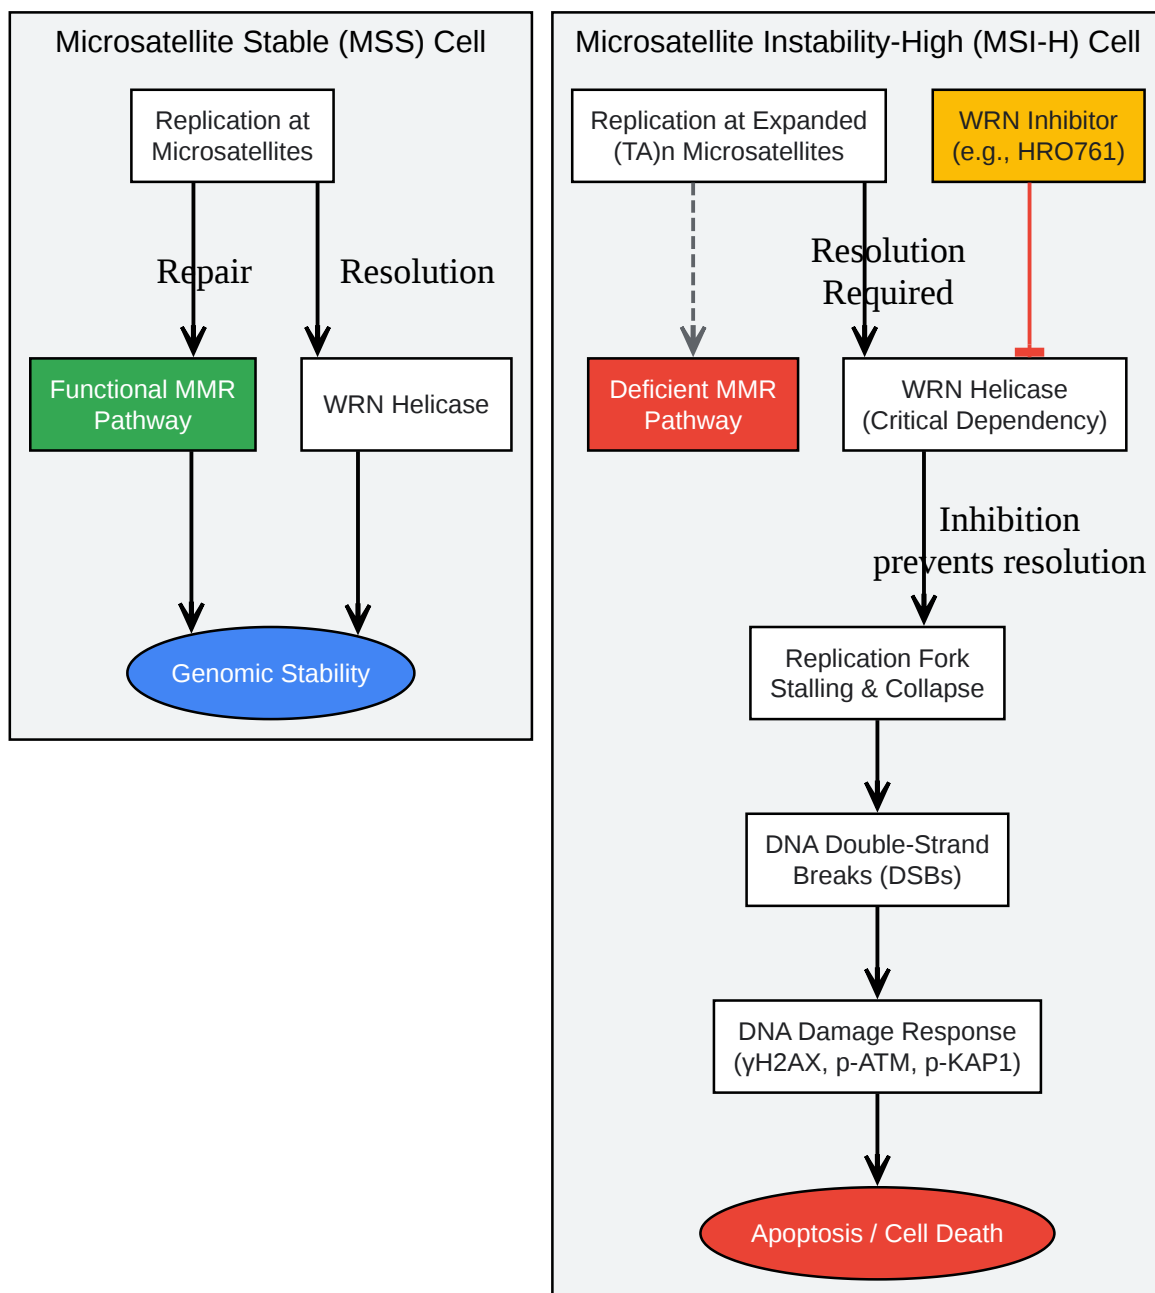 Microsatellite Stable (MSS) Cell
Replication at
Microsatellites
Repair
Resolution
Functional MMR
Pathway
WRN Helicase
Genomic Stability
Microsatellite Instability-High (MSI-H) Cell
Replication at Expanded
(TA)n Microsatellites
WRN Inhibitor
(e.g., HRO761)
Resolution
Required
Deficient MMR
Pathway
WRN Helicase
(Critical Dependency)
Inhibition
prevents resolution
Replication Fork
Stalling & Collapse
DNA Double-Strand
Breaks (DSBs)
DNA Damage Response
(γH2AX, p-ATM, p-KAP1)
Apoptosis / Cell Death